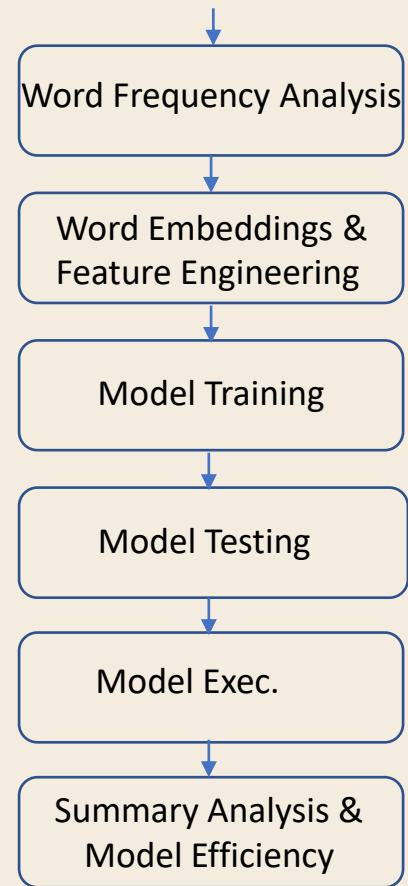 Word Frequency Analysis
Word Embeddings &
Feature Engineering
Model Training
Model Testing
Model Exec.
Summary Analysis &
Model Efficiency